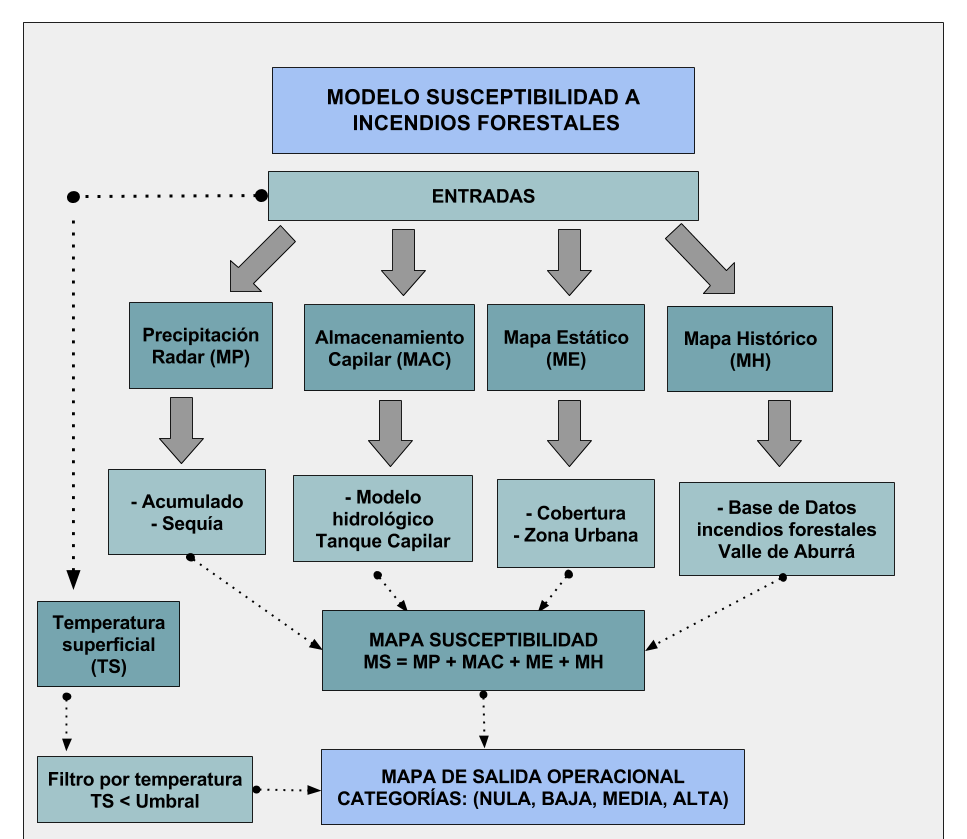 MODELO SUSCEPTIBILIDAD A
INCENDIOS FORESTALES
ENTRADAS
Precipitación
Radar (MP)
Almacenamiento
Capilar (MAC)
Mapa Estático
(ME)
Mapa Histórico
(MH)
- Acumulado
- Sequía
- Modelo
hidrológico
Tanque Capilar
- Cobertura
- Zona Urbana
- Base de Datos
incendios forestales
Valle de Aburrá
Temperatura
superficial
(TS)
MAPA SUSCEPTIBILIDAD
MS = MP + MAC + ME + MH
Filtro por temperatura
TS < Umbral
MAPA DE SALIDA OPERACIONAL
CATEGORÍAS: (NULA, BAJA, MEDIA, ALTA)